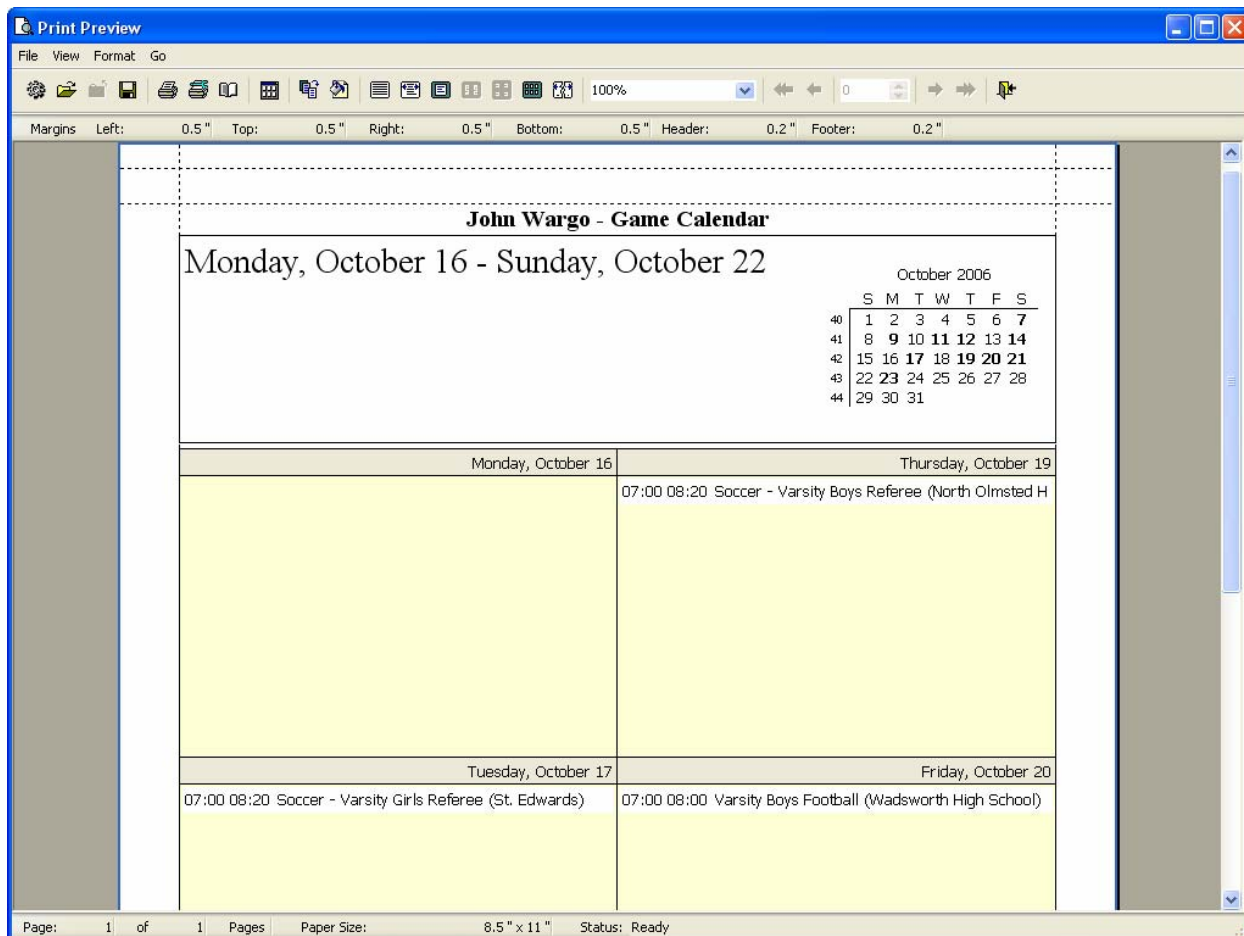 Print Preview
File View Format Go
100% 0
Margins Left: 0.5 " Top: 0.5 " Right: 0.5 " Bottom: 0.5 " Header: 0.2 " Footer: 0.2 "
John Wargo - Game Calendar
Monday, October 16 - Sunday, October 22
October 2006
S M T W T F S
40 1 2 3 4 5 6 7
41 8 9 10 11 12 13 14
42 15 16 17 18 19 20 21
43 22 23 24 25 26 27 28
44 29 30 31
Monday, October 16
Thursday, October 19
07:00 08:20 Soccer - Varsity Boys Referee (North Olmsted H
Tuesday, October 17
Friday, October 20
07:00 08:20 Soccer - Varsity Girls Referee (St. Edwards)
07:00 08:00 Varsity Boys Football (Wadsworth High School)
Page: 1 of 1 Pages Paper Size: 8.5 " x 11 " Status: Ready